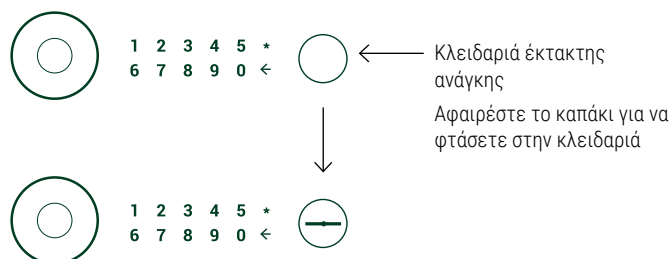 1 2 3 4 5 *
6 7 8 9 0 ←
Κλειδαριά έκτακτης
ανάγκης
Αφαιρέστε το καπάκι για να
φτάσετε στην κλειδαριά
1 2 3 4 5 *
6 7 8 9 0 ←